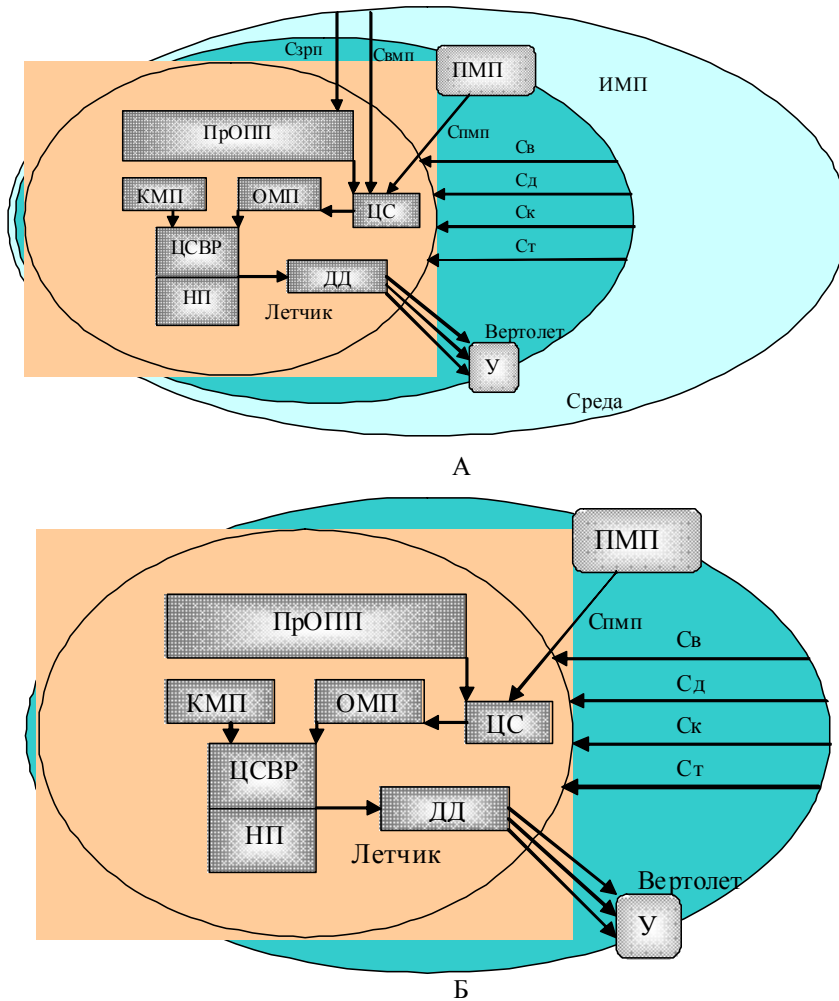 Сзрп
Свмп
ПМП
ИМП
ПрОПП
Спмп
Св
КМП
ОМП
ЦС
Сд
Ск
ЦСВР
Ст
НП
ДД
Летчик
Вертолет
У
Среда
А
ПМП
ПрОПП
Спмп
Св
КМП
ОМП
Сд
ЦС
Ск
ЦСВР
Ст
НП
ДД
Летчик
Вертолет
У
Б